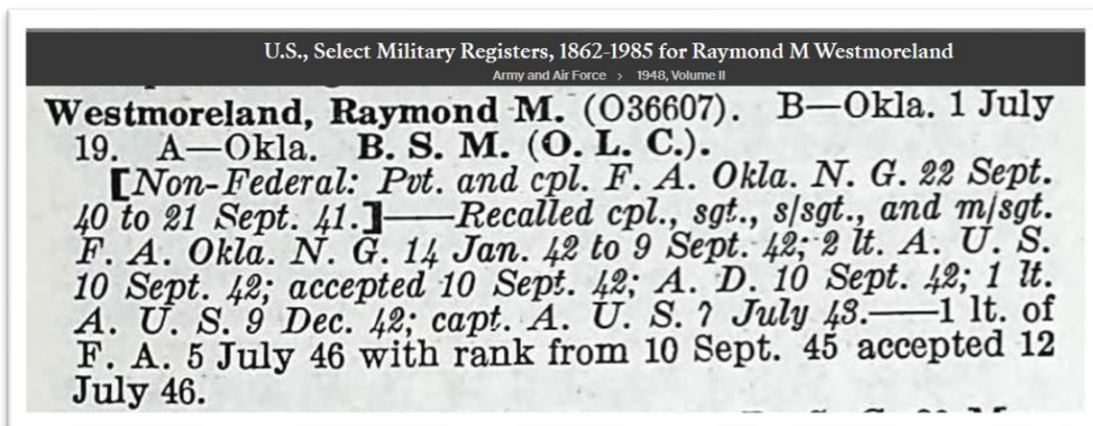 U.S., Select Military Registers, 1862-1985 for Raymond M Westmoreland
Army and Air Force › 1948, Volume II
Westmoreland, Raymond M. (O36607). B—Okla. 1 July
19. A—Okla. B. S. M. (O. L. C.).
[Non-Federal: Pvt. and cpl. F. A. Okla. N. G. 22 Sept.
40 to 21 Sept. 41.]——Recalled cpl., sgt., s/sgt., and m/sgt.
F. A. Okla. N. G. 14 Jan. 42 to 9 Sept. 42; 2 lt. A. U. S.
10 Sept. 42; accepted 10 Sept. 42; A. D. 10 Sept. 42; 1 lt.
A. U. S. 9 Dec. 42; capt. A. U. S. 7 July 43.——1 lt. of
F. A. 5 July 46 with rank from 10 Sept. 45 accepted 12
July 46.